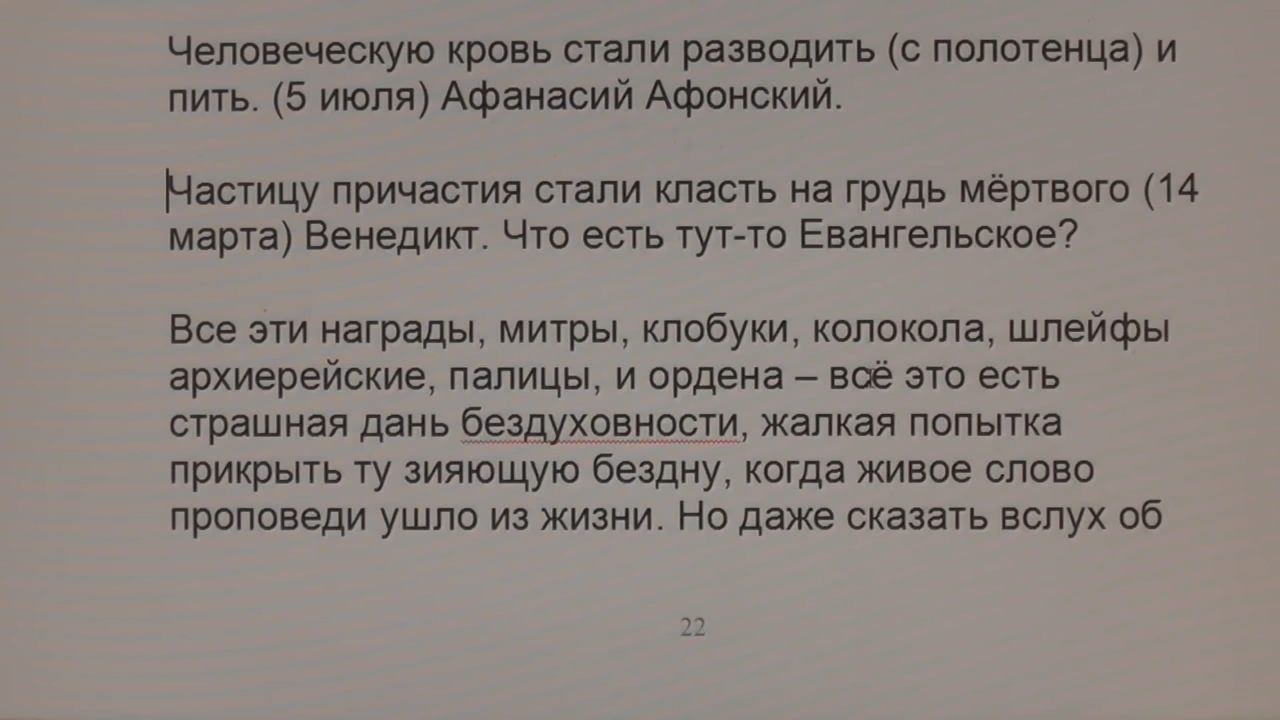 Человеческую кровь стали разводить (с полотенца) и
пить. (5 июля) Афанасий Афонский.
Частицу причастия стали класть на грудь мёртвого (14
марта) Венедикт. Что есть тут-то Евангельское?
Все эти награды, митры, клобуки, колокола, шлейфы
архиерейские, палицы, и ордена – всё это есть
страшная дань бездуховности, жалкая попытка
прикрыть ту зияющую бездну, когда живое слово
проповеди ушло из жизни. Но даже сказать вслух об
22